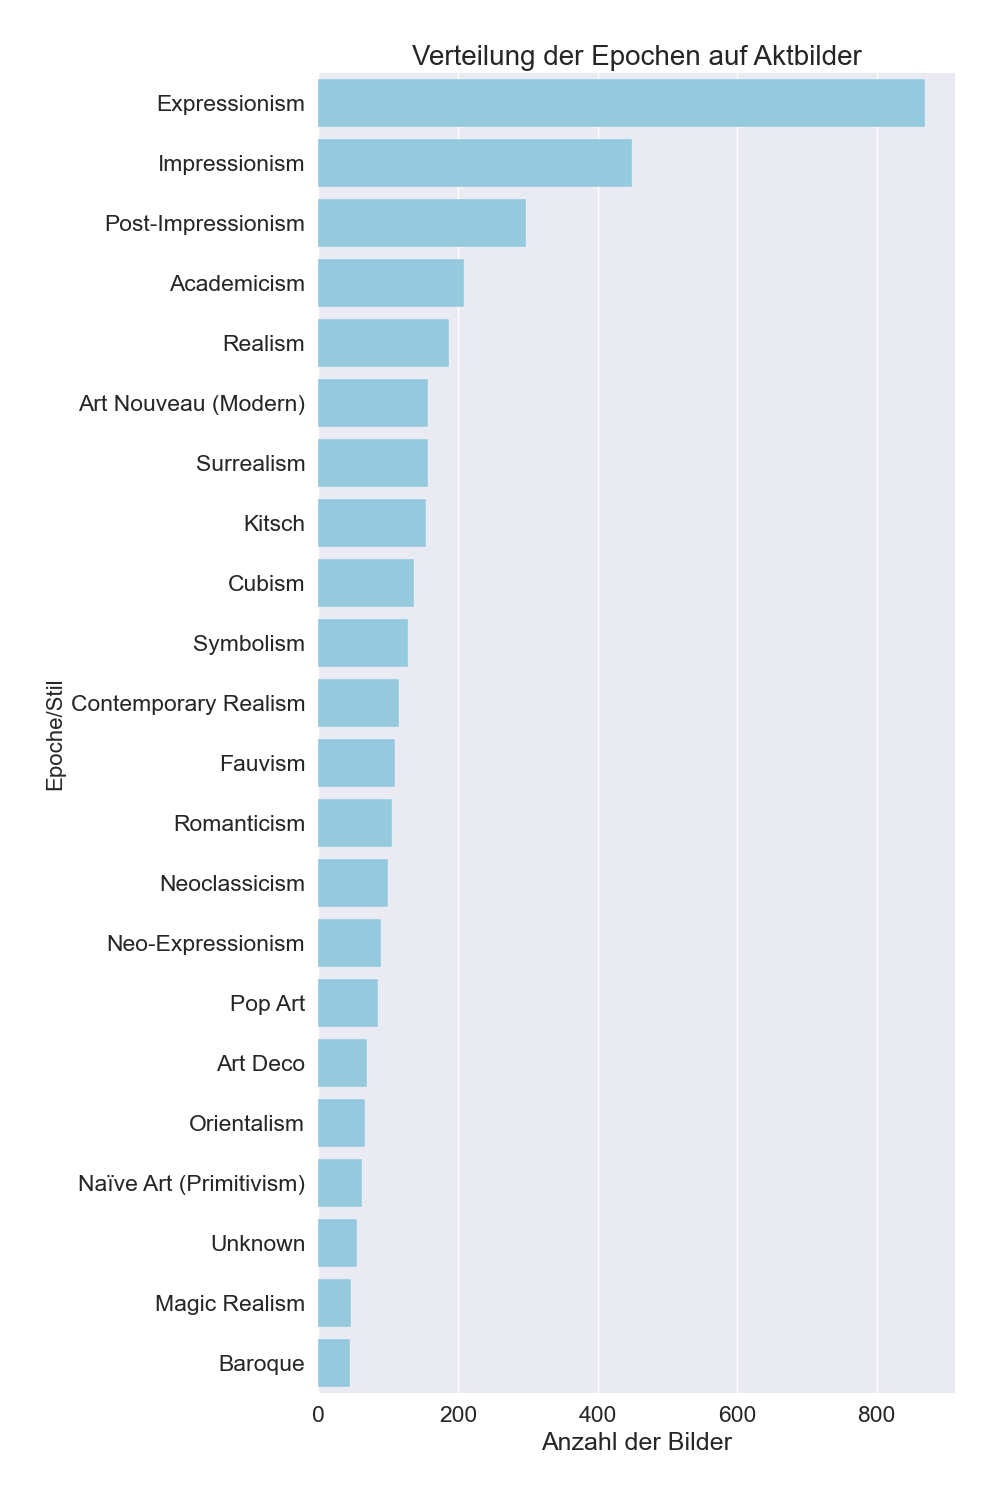 Verteilung der Epochen auf Aktbilder
Expressionism
Impressionism
Post-Impressionism
Academicism
Realism
Art Nouveau (Modern)
Surrealism
Kitsch
Cubism
Symbolism
Contemporary Realism
Fauvism
Romanticism
Neoclassicism
Neo-Expressionism
Pop Art
Art Deco
Orientalism
Naïve Art (Primitivism)
Unknown
Magic Realism
Baroque
Epoche/Stil
0 200 400 600 800
Anzahl der Bilder